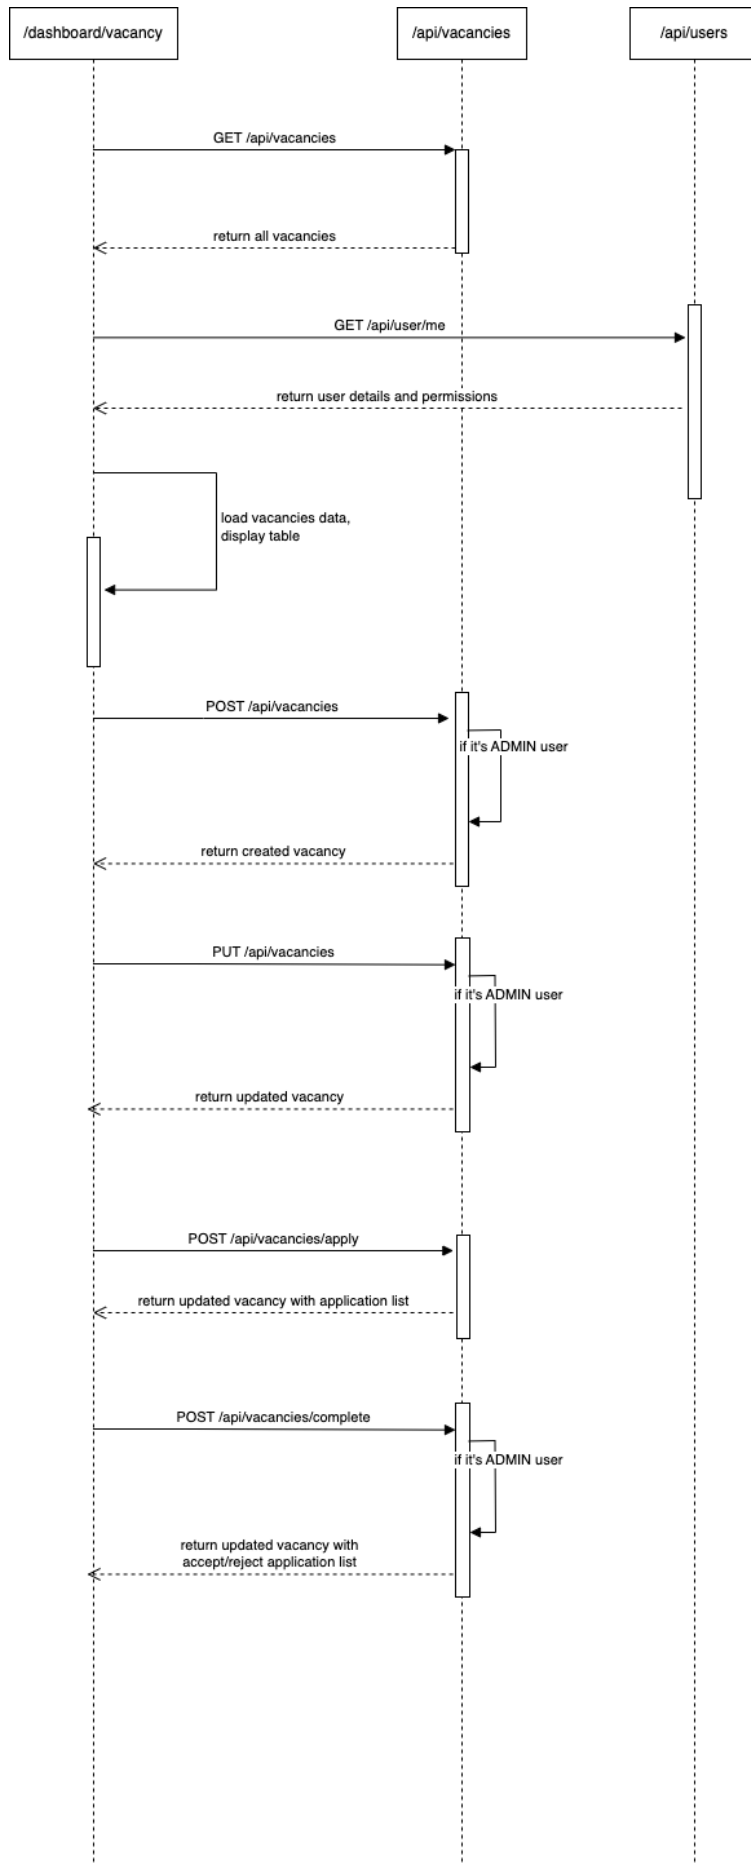 /dashboard/vacancy
/api/vacancies
/api/users
GET /api/vacancies
return all vacancies
GET /api/user/me
return user details and permissions
load vacancies data,
display table
POST /api/vacancies
if it's ADMIN user
return created vacancy
PUT /api/vacancies
if it's ADMIN user
return updated vacancy
POST /api/vacancies/apply
return updated vacancy with application list
POST /api/vacancies/complete
if it's ADMIN user
return updated vacancy with
accept/reject application list